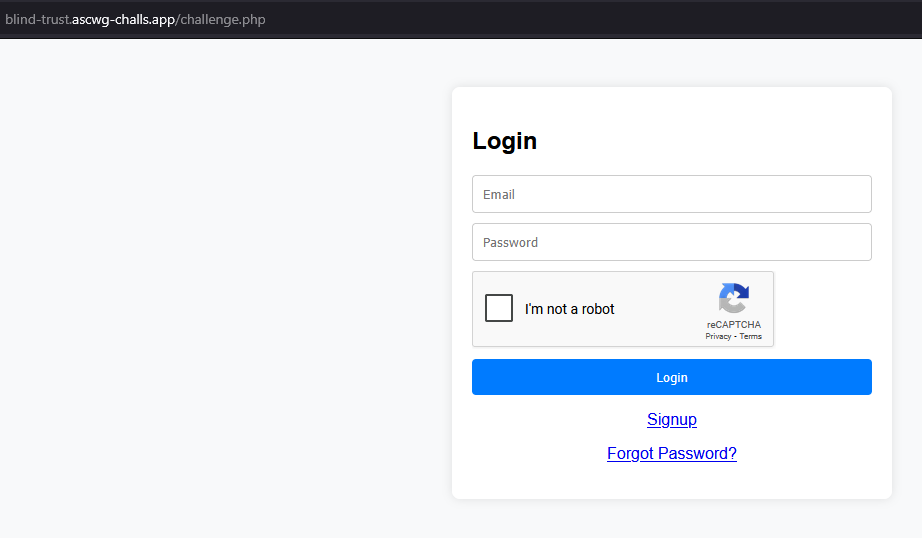 blind-trust.ascwg-challs.app/challenge.php
Login
Email
Password
I'm not a robot
reCAPTCHA
Privacy - Terms
Login
Signup
Forgot Password?